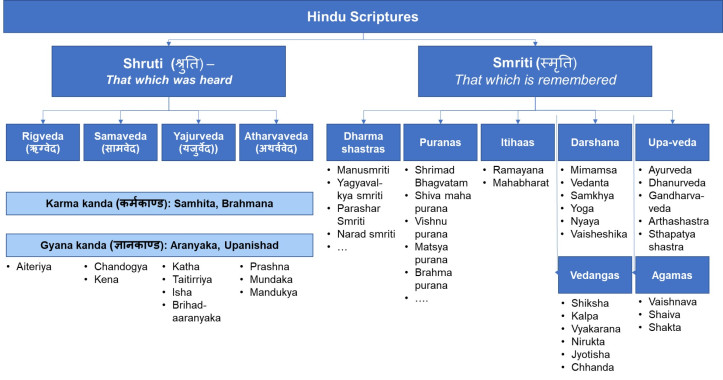 Hindu Scriptures
Shruti (श्रुति) –
That which was heard
Smriti (स्मृति)
That which is remembered
Rigveda
(ऋग्वेद)
Samaveda
(सामवेद)
Yajurveda
(यजुर्वेद))
Atharvaveda
(अथर्ववेद)
Karma kanda (कर्मकाण्ड): Samhita, Brahmana
Gyana kanda (ज्ञानकाण्ड): Aranyaka, Upanishad
• Aiteriya
• Chandogya
• Kena
• Katha
• Taitirriya
• Isha
• Brihad-
aaranyaka
• Prashna
• Mundaka
• Mandukya
Dharma
shastras
• Manusmriti
• Yagyaval-
kya smriti
• Parashar
Smriti
• Narad smriti
• …
Puranas
• Shrimad
Bhagvatam
• Shiva maha
purana
• Vishnu
purana
• Matsya
purana
• Brahma
purana
• ….
Itihaas
• Ramayana
• Mahabharat
Darshana
• Mimamsa
• Vedanta
• Samkhya
• Yoga
• Nyaya
• Vaisheshika
Upa-veda
• Ayurveda
• Dhanurveda
• Gandharva-
veda
• Arthashastra
• Sthapatya
shastra
Vedangas
• Shiksha
• Kalpa
• Vyakarana
• Nirukta
• Jyotisha
• Chhanda
Agamas
• Vaishnava
• Shaiva
• Shakta